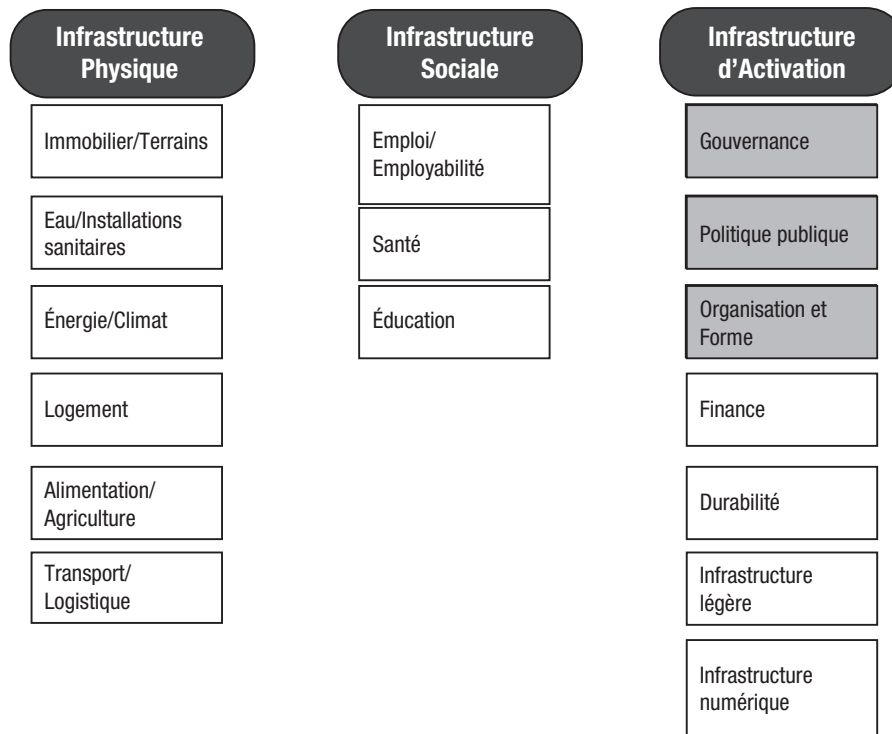 Infrastructure
Physique
Immobilier/Terrains
Eau/Installations
sanitaires
Énergie/Climat
Logement
Alimentation/
Agriculture
Transport/
Logistique
Infrastructure
Sociale
Emploi/
Employabilité
Santé
Éducation
Infrastructure
d’Activation
Gouvernance
Politique publique
Organisation et
Forme
Finance
Durabilité
Infrastructure
légère
Infrastructure
numérique